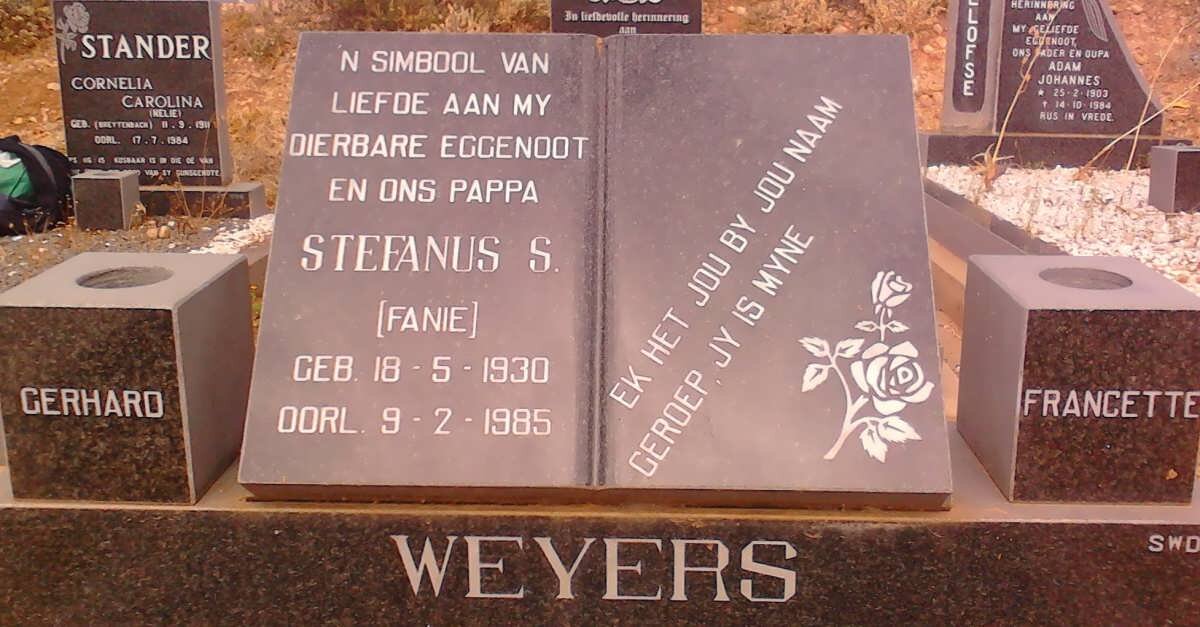 STANDER
CORNELIA
CAROLINA
(NELIE)
GEB. (BREYTENBACH) 11.9.1911
OORL. 17.7.1984
In liefdevolle herinnering
aan
HERINNERING
AAN
MY GELIEFDE
EGGENOOT,
ONS VADER EN OUPA
ADAM
JOHANNES
* 25-2-1903
† 14-10-1984
RUS IN VREDE.
'N SIMBOOL VAN
LIEFDE AAN MY
DIERBARE EGGENOOT
EN ONS PAPPA
STEFANUS S.
[FANIE]
GEB. 18 - 5 - 1930
OORL. 9 - 2 - 1985
EK HET JOU BY JOU NAAM
GEROEP, JY IS MYNE
GERHARD
FRANCETTE
WEYERS